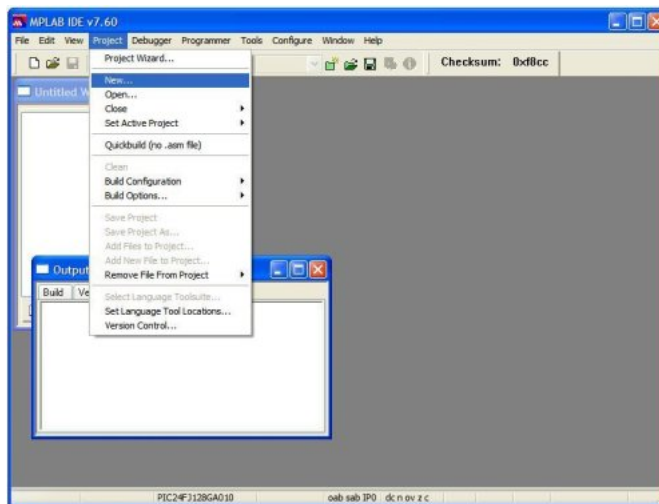 MPLAB IDE v7.60
File Edit View Project Debugger Programmer Tools Configure Window Help
Checksum: 0xf8cc
Project Wizard...
New...
Open...
Close
Set Active Project
Quickbuild (no .asm file)
Clean
Build Configuration
Build Options...
Save Project
Save Project As...
Add Files to Project...
Add New File to Project...
Remove File From Project
Select Language Toolsuite...
Set Language Tool Locations...
Version Control...
Untitled W
Output
Build Ve
PIC24FJ128GA010 oab sab IP0 dc n ov z c